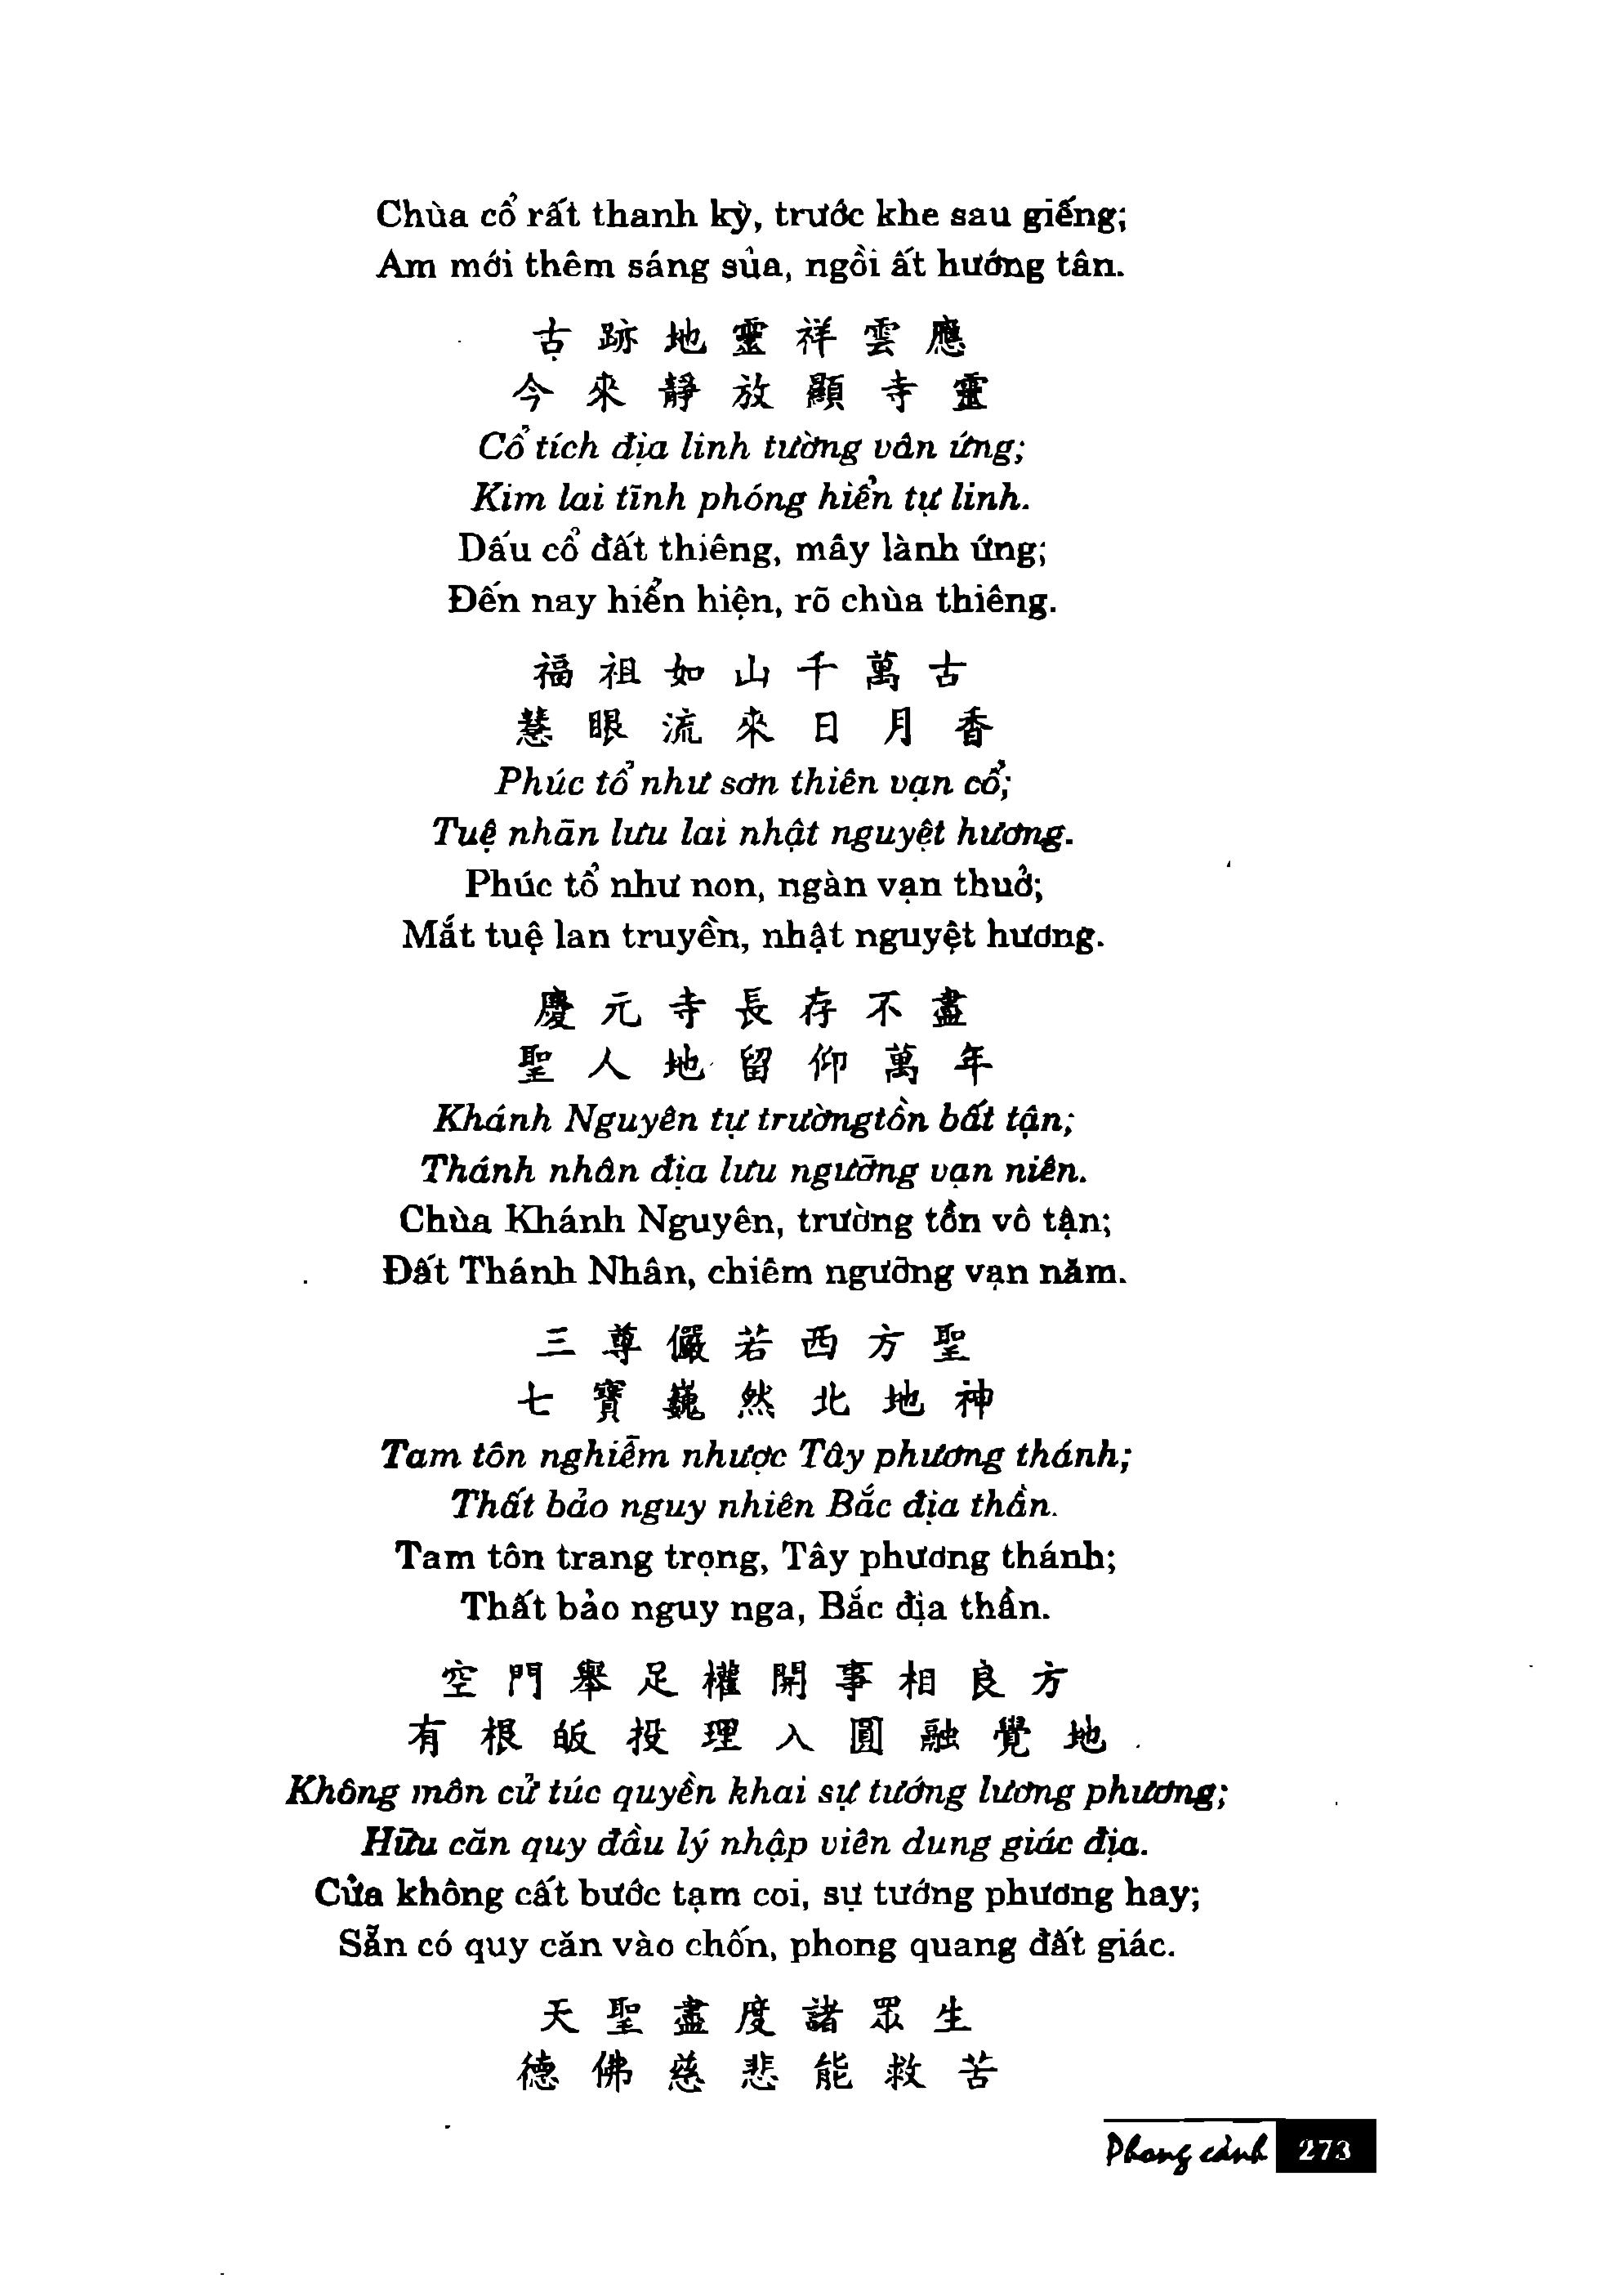 Chùa cổ rất thanh kỳ, trước khe sau giếng;
Am mới thêm sáng sủa, ngồi ất hướng tân.
古跡地靈祥雲應
今來靜放顯寺靈
Cổ tích địa linh tường vân ứng;
Kim lai tĩnh phóng hiển tự linh.
Dấu cổ đất thiêng, mây lành ứng;
Đến nay hiển hiện, rõ chùa thiêng.
福祖如山千萬古
慧眼流來日月香
Phúc tổ như sơn thiên vạn cổ;
Tuệ nhãn lưu lai nhật nguyệt hương.
Phúc tổ như non, ngàn vạn thuở;
Mắt tuệ lan truyền, nhật nguyệt hương.
慶元寺長存不盡
聖人地留仰萬年
Khánh Nguyên tự trườngtồn bất tận;
Thánh nhân địa lưu ngưỡng vạn niên.
Chùa Khánh Nguyên, trường tồn vô tận;
Đất Thánh Nhân, chiêm ngưỡng vạn năm.
三尊儼若西方聖
七寶巍然北地神
Tam tôn nghiễm nhược Tây phương thánh;
Thất bảo nguy nhiên Bắc địa thần.
Tam tôn trang trọng, Tây phương thánh;
Thất bảo nguy nga, Bắc địa thần.
空門舉足權開事相良方
有根皈投理入圓融覺地
Không môn cử túc quyền khai sự tướng lương phương;
Hữu căn quy đầu lý nhập viên dung giác địa.
Cửa không cất bước tạm coi, sự tướng phương hay;
Sẵn có quy căn vào chốn, phong quang đất giác.
天聖盡度諸眾生
德佛慈悲能救苦
Phong cảnh 273